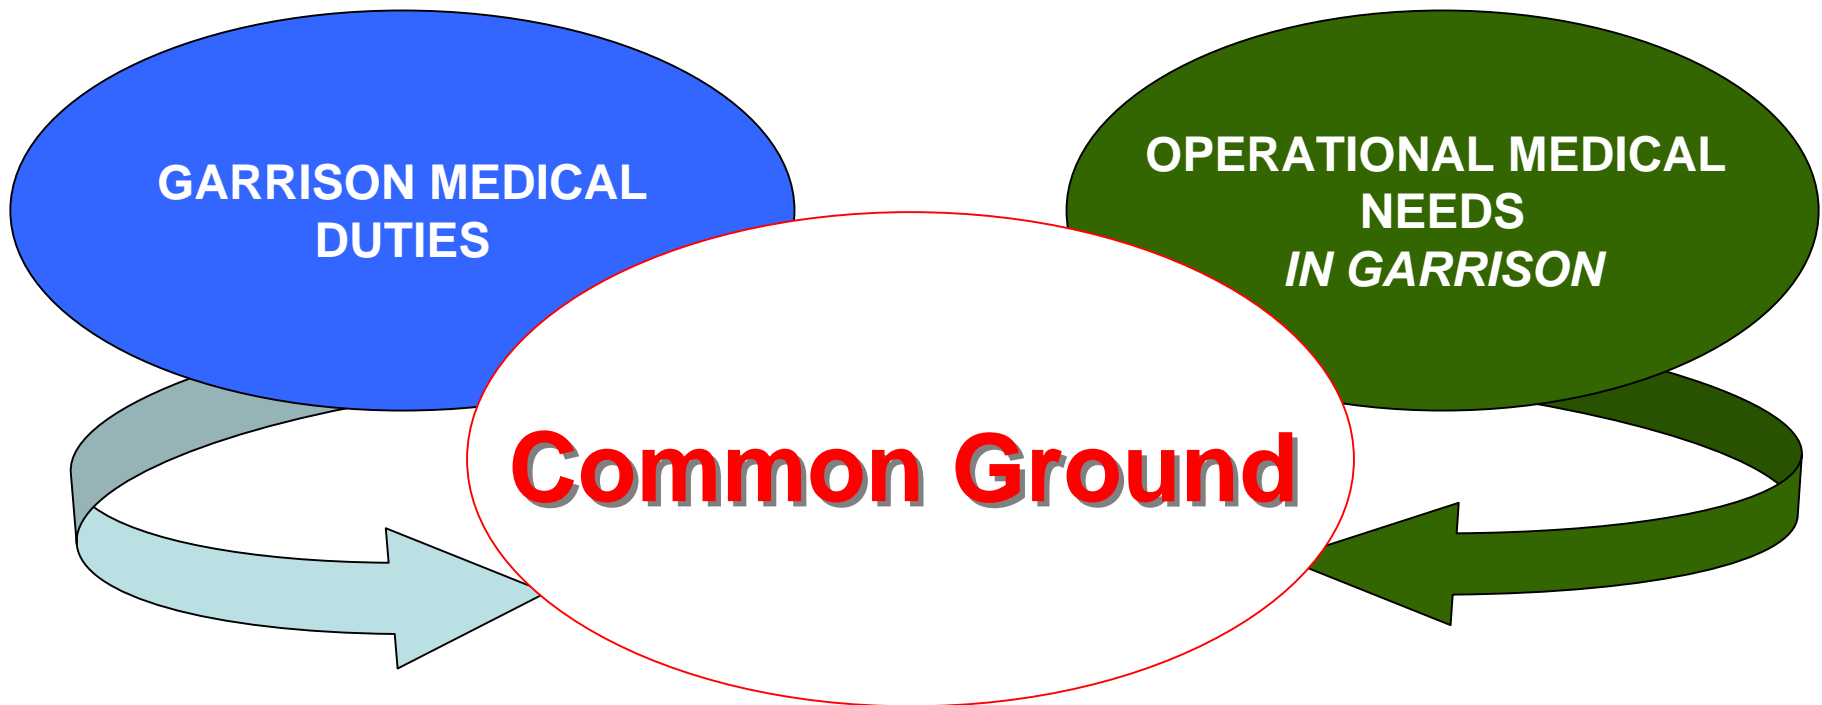 GARRISON MEDICAL
DUTIES
OPERATIONAL MEDICAL
NEEDS
IN GARRISON
Common Ground